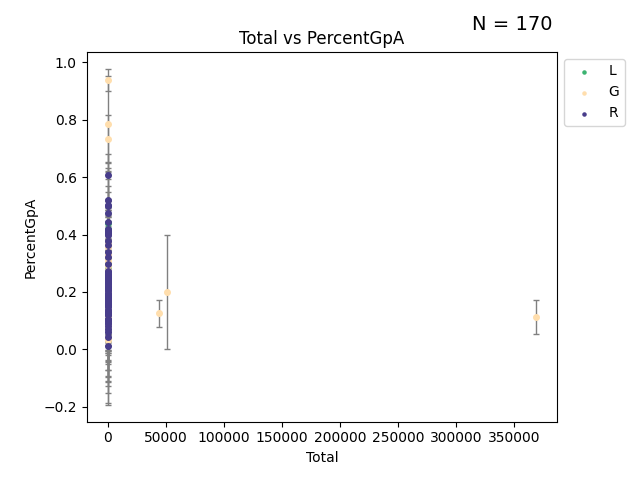 N = 170
Total vs PercentGpA
L
G
R
1.0
0.8
0.6
0.4
0.2
0.0
−0.2
PercentGpA
0 50000 100000 150000 200000 250000 300000 350000
Total